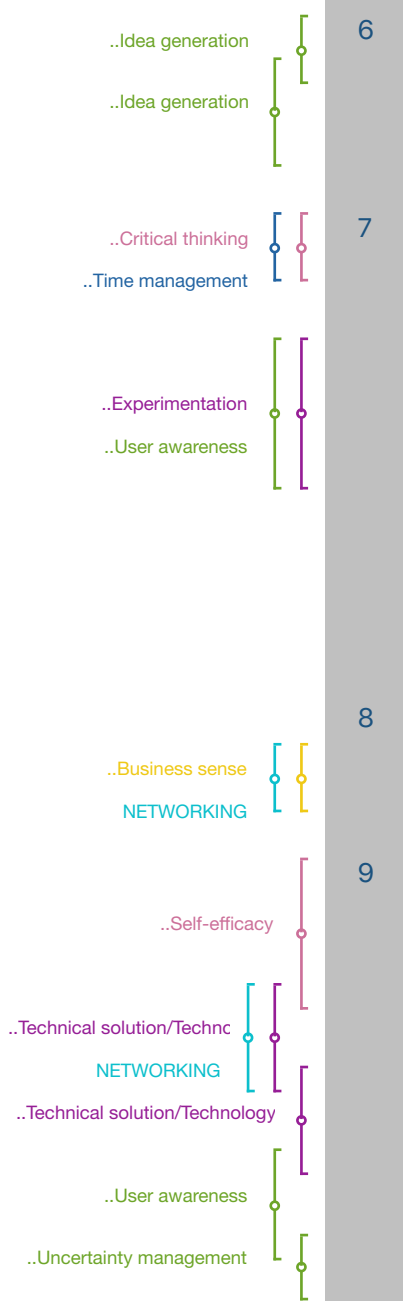 ..Idea generation
6
..Idea generation
7
..Critical thinking
..Time management
..Experimentation
..User awareness
8
..Business sense
NETWORKING
9
..Self-efficacy
..Technical solution/Techno
NETWORKING
..Technical solution/Technology
..User awareness
..Uncertainty management